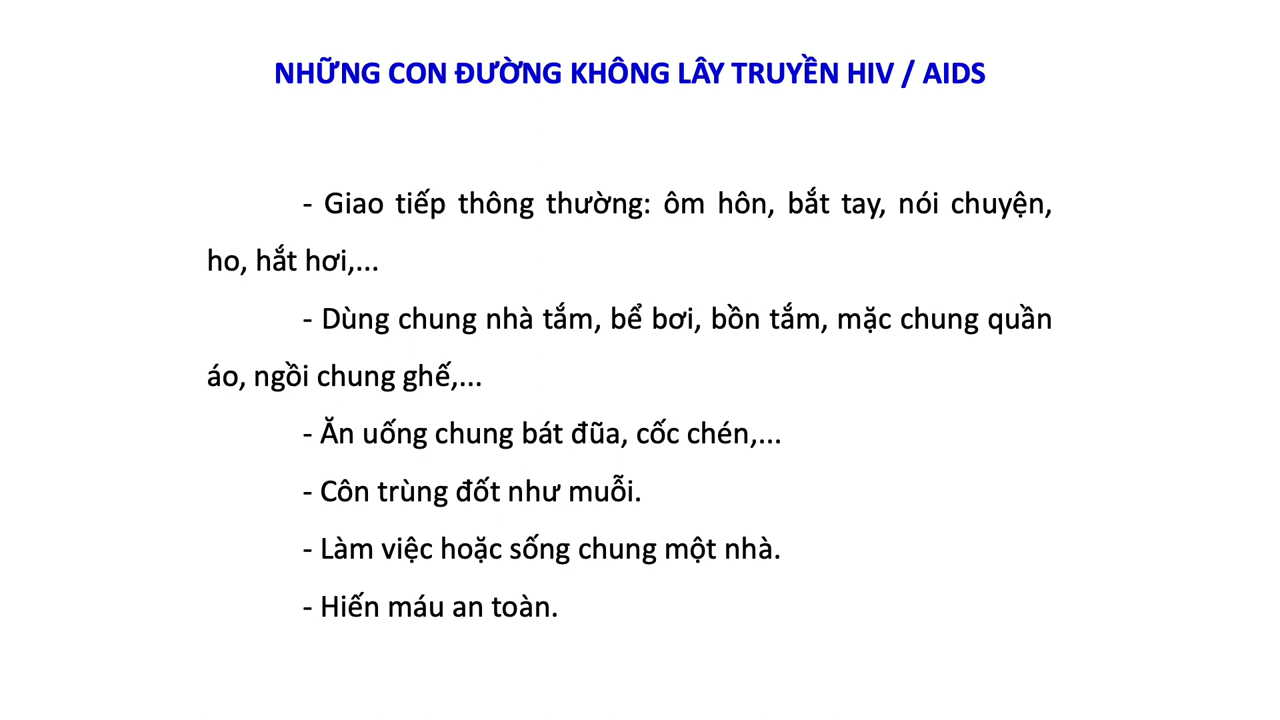 NHỮNG CON ĐƯỜNG KHÔNG LÂY TRUYỀN HIV / AIDS
- Giao tiếp thông thường: ôm hôn, bắt tay, nói chuyện,
ho, hắt hơi,...
- Dùng chung nhà tắm, bể bơi, bồn tắm, mặc chung quần
áo, ngồi chung ghế,...
- Ăn uống chung bát đũa, cốc chén,...
- Côn trùng đốt như muỗi.
- Làm việc hoặc sống chung một nhà.
- Hiến máu an toàn.